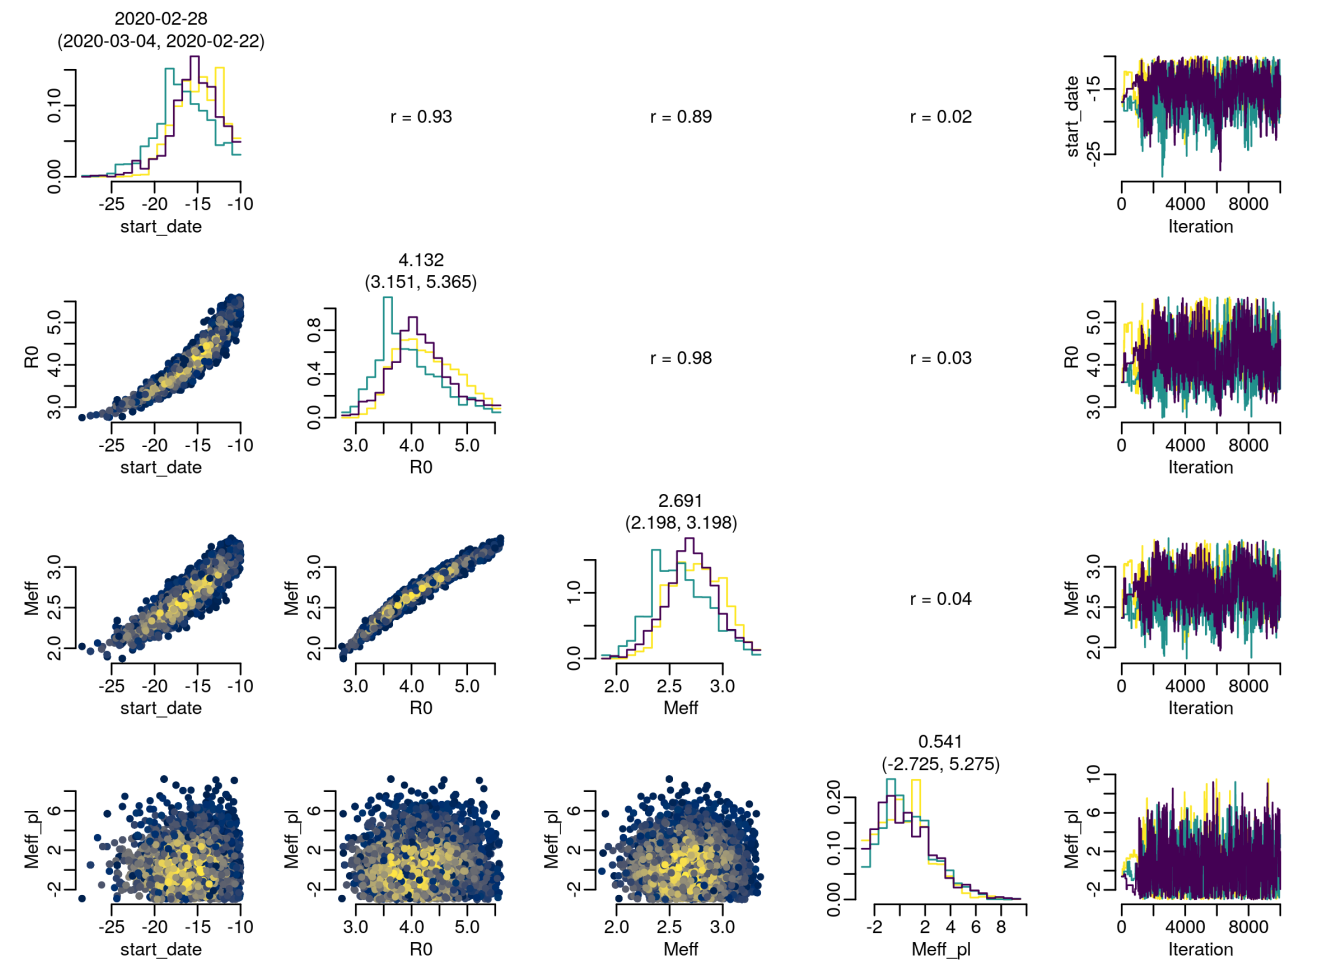 2020-02-28
(2020-03-04, 2020-02-22)
0.00 0.10
-25 -20 -15 -10
start_date
r = 0.93
r = 0.89
r = 0.02
start_date
-25 -15
0 4000 8000
Iteration
R0
3.0 4.0 5.0
-25 -20 -15 -10
start_date
4.132
(3.151, 5.365)
0.0 0.4 0.8
3.0 4.0 5.0
R0
r = 0.98
r = 0.03
R0
3.0 4.0 5.0
0 4000 8000
Iteration
Meff
2.0 2.5 3.0
-25 -20 -15 -10
start_date
Meff
2.0 2.5 3.0
3.0 4.0 5.0
R0
2.691
(2.198, 3.198)
0.0 1.0
2.0 2.5 3.0
Meff
r = 0.04
Meff
2.0 2.5 3.0
0 4000 8000
Iteration
Meff_pl
-2 2 6
-25 -20 -15 -10
start_date
Meff_pl
-2 2 6
3.0 4.0 5.0
R0
Meff_pl
-2 2 6
2.0 2.5 3.0
Meff
0.541
(-2.725, 5.275)
0.00 0.10 0.20
-2 2 4 6 8
Meff_pl
Meff_pl
-2 2 6 10
0 4000 8000
Iteration